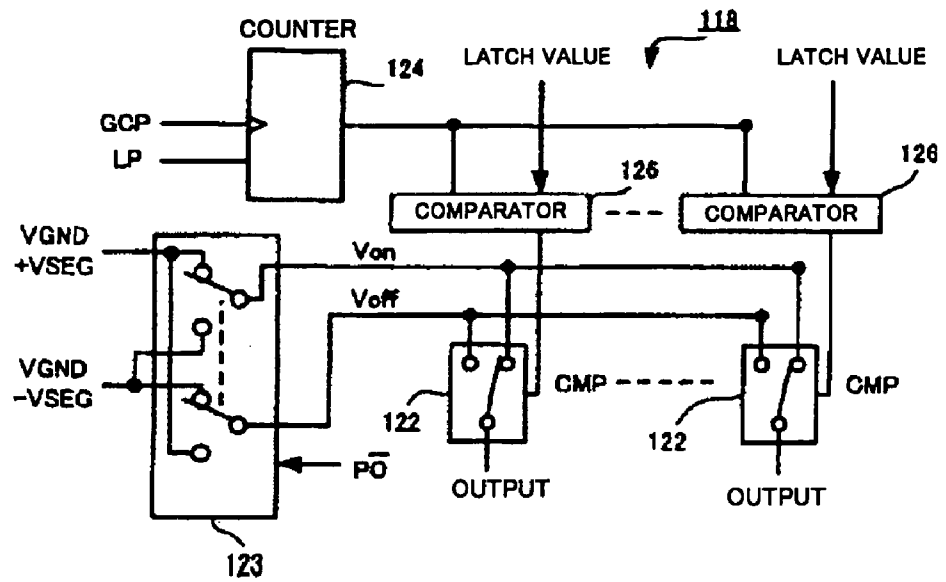 COUNTER
118
124
LATCH VALUE
LATCH VALUE
GCP
LP
126
126
COMPARATOR
COMPARATOR
VGND
+VSEG
Von
Voff
VGND
-VSEG
CMP
CMP
122
122
PO̅
OUTPUT
OUTPUT
123